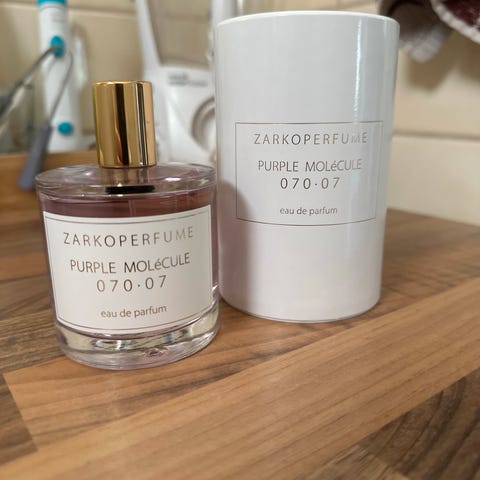 ZARKOPERFUME
PURPLE MOLéCULE
070·07
eau de parfum
ZARKOPERFUME
PURPLE MOLéCULE
070·07
eau de parfum